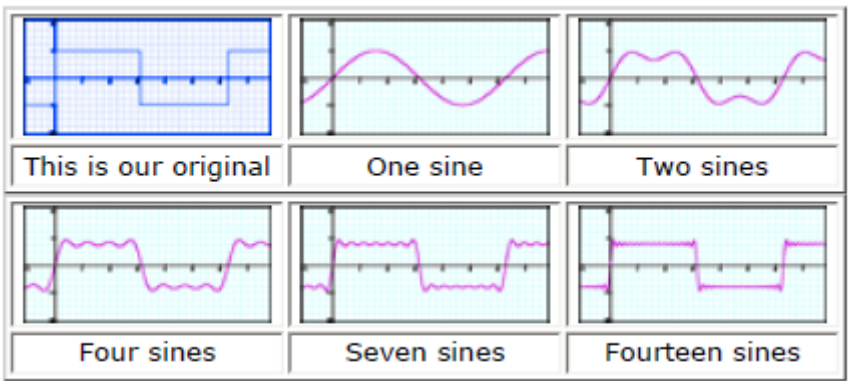 This is our original
One sine
Two sines
Four sines
Seven sines
Fourteen sines